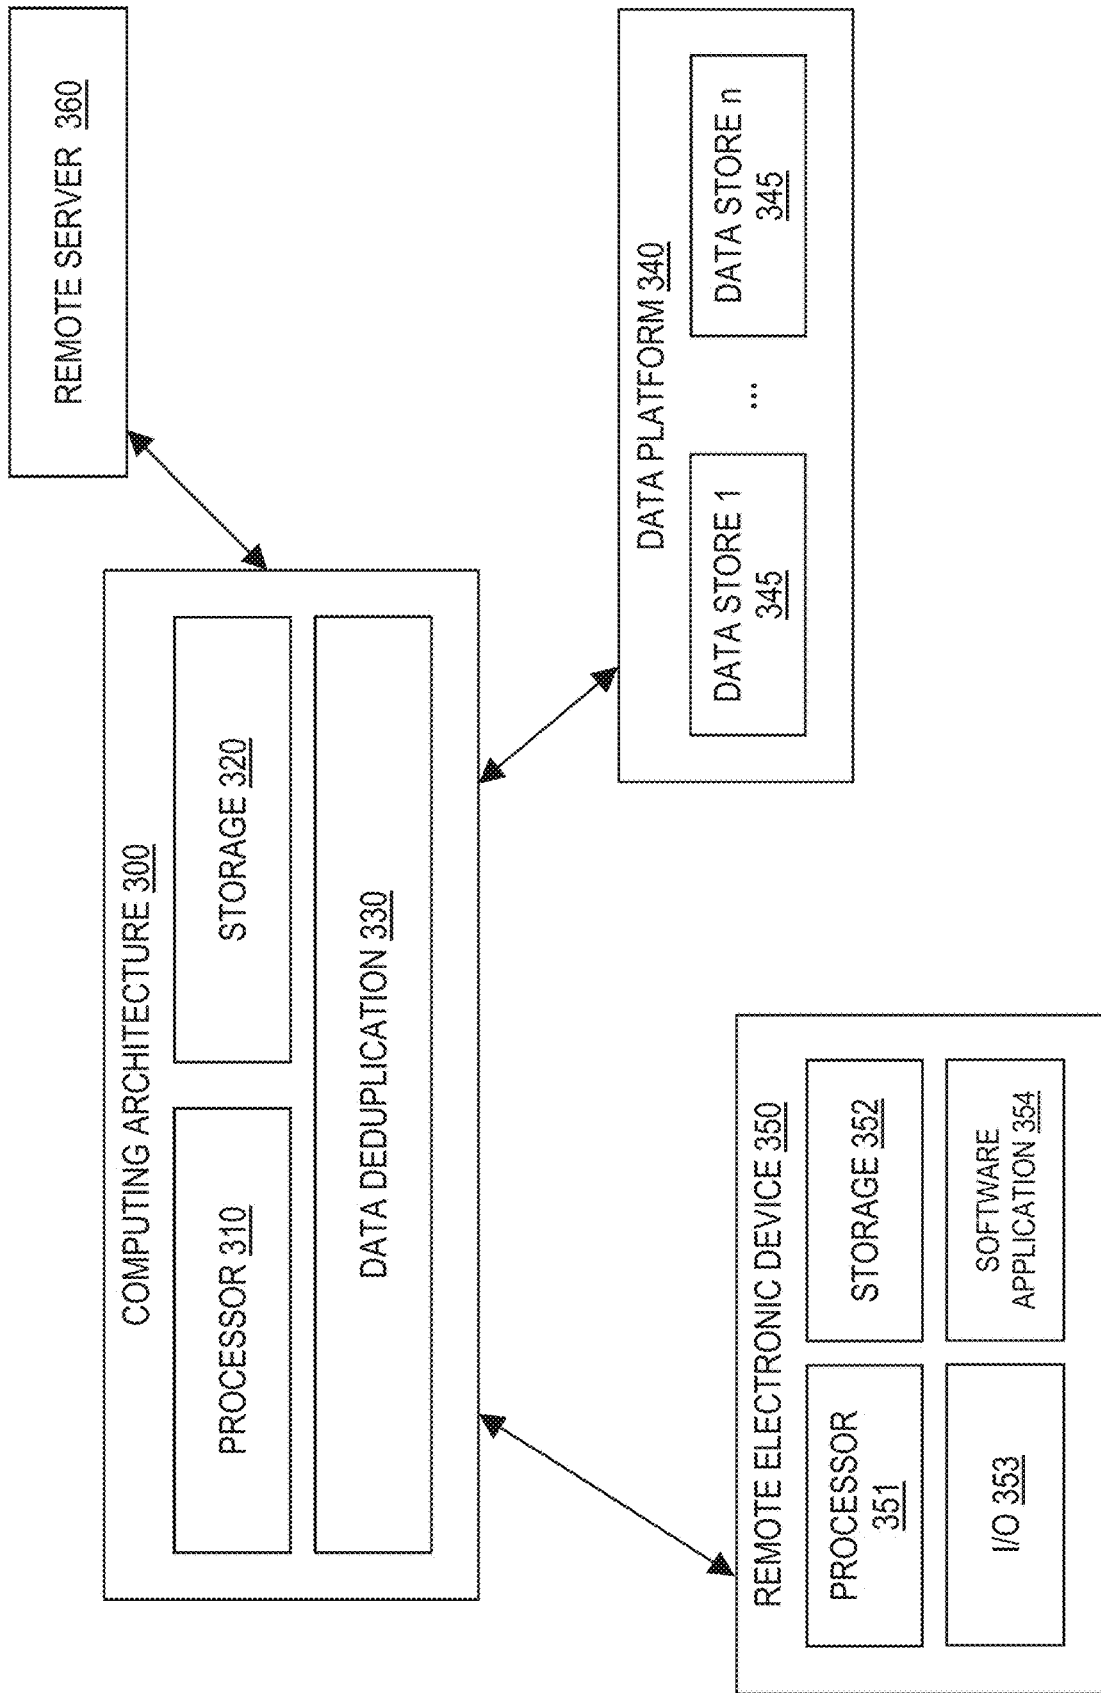 REMOTE SERVER 360
COMPUTING ARCHITECTURE 300
PROCESSOR 310
STORAGE 320
DATA DEDUPLICATION 330
DATA PLATFORM 340
DATA STORE 1
345
...
DATA STORE n
345
REMOTE ELECTRONIC DEVICE 350
PROCESSOR
351
STORAGE 352
I/O 353
SOFTWARE
APPLICATION 354